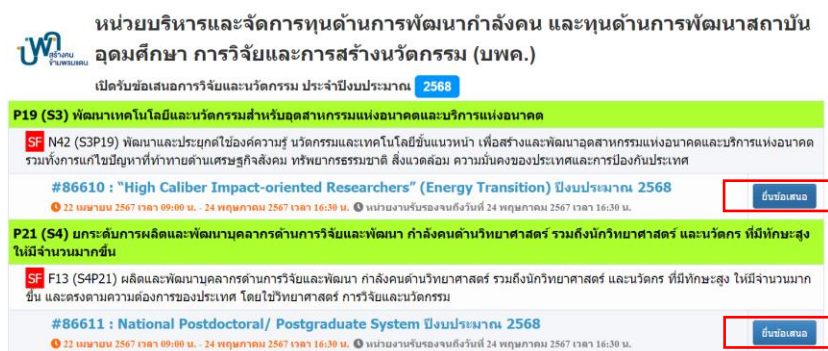 หน่วยบริหารและจัดการทุนด้านการพัฒนากำลังคน และทุนด้านการพัฒนาสถาบัน
อุดมศึกษา การวิจัยและการสร้างนวัตกรรม (บพค.)
บพค
สร้างคน
ข้ามพรมแดน
เปิดรับข้อเสนอการวิจัยและนวัตกรรม ประจำปีงบประมาณ 2568
P19 (S3) พัฒนาเทคโนโลยีและนวัตกรรมสำหรับอุตสาหกรรมแห่งอนาคตและบริการแห่งอนาคต
SF N42 (S3P19) พัฒนาและประยุกต์ใช้องค์ความรู้ นวัตกรรมและเทคโนโลยีขั้นแนวหน้า เพื่อสร้างและพัฒนาอุตสาหกรรมแห่งอนาคตและบริการแห่งอนาคต
รวมทั้งการแก้ไขปัญหาที่ท้าทายด้านเศรษฐกิจสังคม ทรัพยากรธรรมชาติ สิ่งแวดล้อม ความมั่นคงของประเทศและการป้องกันประเทศ
#86610 : "High Caliber Impact-oriented Researchers" (Energy Transition) ปีงบประมาณ 2568
ยื่นข้อเสนอ
22 เมษายน 2567 เวลา 09:00 น. - 24 พฤษภาคม 2567 เวลา 16:30 น. หน่วยงานรับรองจนถึงวันที่ 24 พฤษภาคม 2567 เวลา 16:30 น.
P21 (S4) ยกระดับการผลิตและพัฒนาบุคลากรด้านการวิจัยและพัฒนา กำลังคนด้านวิทยาศาสตร์ รวมถึงนักวิทยาศาสตร์ และนวัตกร ที่มีทักษะสูง
ให้มีจำนวนมากขึ้น
SF F13 (S4P21) ผลิตและพัฒนาบุคลากรด้านการวิจัยและพัฒนา กำลังคนด้านวิทยาศาสตร์ รวมถึงนักวิทยาศาสตร์ และนวัตกร ที่มีทักษะสูง ให้มีจำนวนมาก
ขึ้น และตรงตามความต้องการของประเทศ โดยใช้วิทยาศาสตร์ การวิจัยและนวัตกรรม
#86611 : National Postdoctoral/ Postgraduate System ปีงบประมาณ 2568
ยื่นข้อเสนอ
22 เมษายน 2567 เวลา 09:00 น. - 24 พฤษภาคม 2567 เวลา 16:30 น. หน่วยงานรับรองจนถึงวันที่ 24 พฤษภาคม 2567 เวลา 16:30 น.